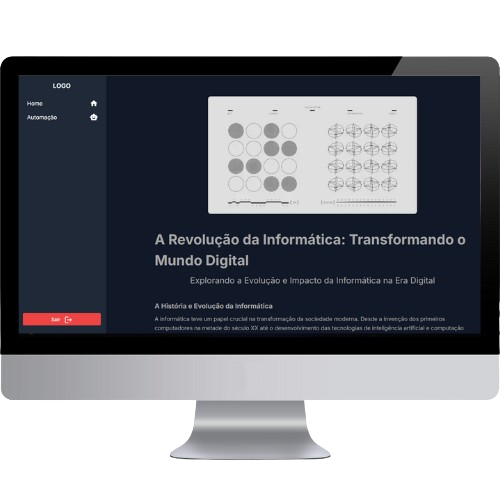 LOGO
Home
Automação
Sair
A Revolução da Informática: Transformando o
Mundo Digital
Explorando a Evolução e Impacto da Informática na Era Digital
A História e Evolução da Informática
A informática teve um papel crucial na transformação da sociedade moderna. Desde a invenção dos primeiros
computadores na metade do século XX até o desenvolvimento das tecnologias de inteligência artificial e computação